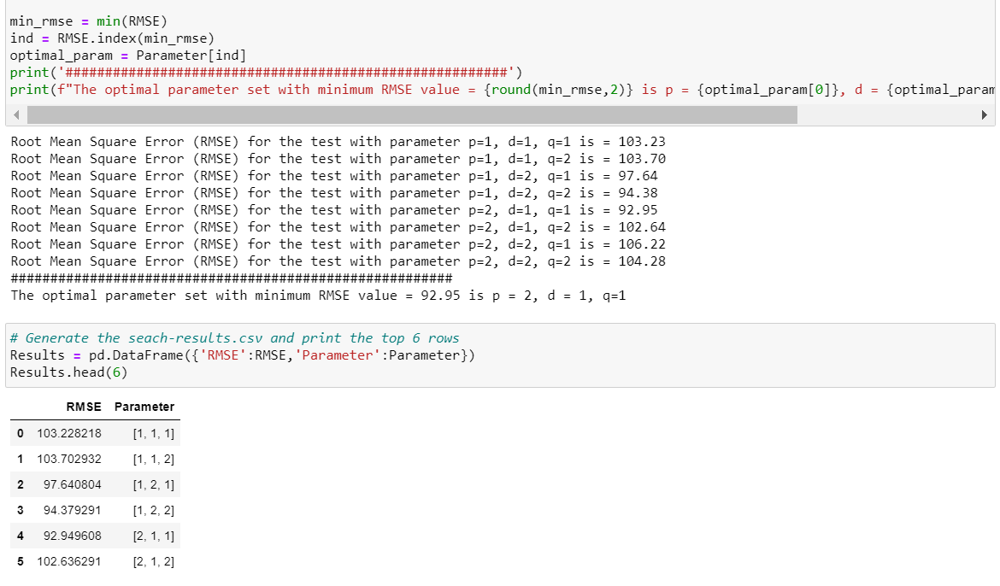 min_rmse = min(RMSE)
ind = RMSE.index(min_rmse)
optimal_param = Parameter[ind]
print('########################################################')
print(f"The optimal parameter set with minimum RMSE value = {round(min_rmse,2)} is p = {optimal_param[0]}, d = {optimal_param
Root Mean Square Error (RMSE) for the test with parameter p=1, d=1, q=1 is = 103.23
Root Mean Square Error (RMSE) for the test with parameter p=1, d=1, q=2 is = 103.70
Root Mean Square Error (RMSE) for the test with parameter p=1, d=2, q=1 is = 97.64
Root Mean Square Error (RMSE) for the test with parameter p=1, d=2, q=2 is = 94.38
Root Mean Square Error (RMSE) for the test with parameter p=2, d=1, q=1 is = 92.95
Root Mean Square Error (RMSE) for the test with parameter p=2, d=1, q=2 is = 102.64
Root Mean Square Error (RMSE) for the test with parameter p=2, d=2, q=1 is = 106.22
Root Mean Square Error (RMSE) for the test with parameter p=2, d=2, q=2 is = 104.28
########################################################
The optimal parameter set with minimum RMSE value = 92.95 is p = 2, d = 1, q=1
# Generate the seach-results.csv and print the top 6 rows
Results = pd.DataFrame({'RMSE':RMSE,'Parameter':Parameter})
Results.head(6)
RMSE Parameter
0 103.228218 [1, 1, 1]
1 103.702932 [1, 1, 2]
2 97.640804 [1, 2, 1]
3 94.379291 [1, 2, 2]
4 92.949608 [2, 1, 1]
5 102.636291 [2, 1, 2]